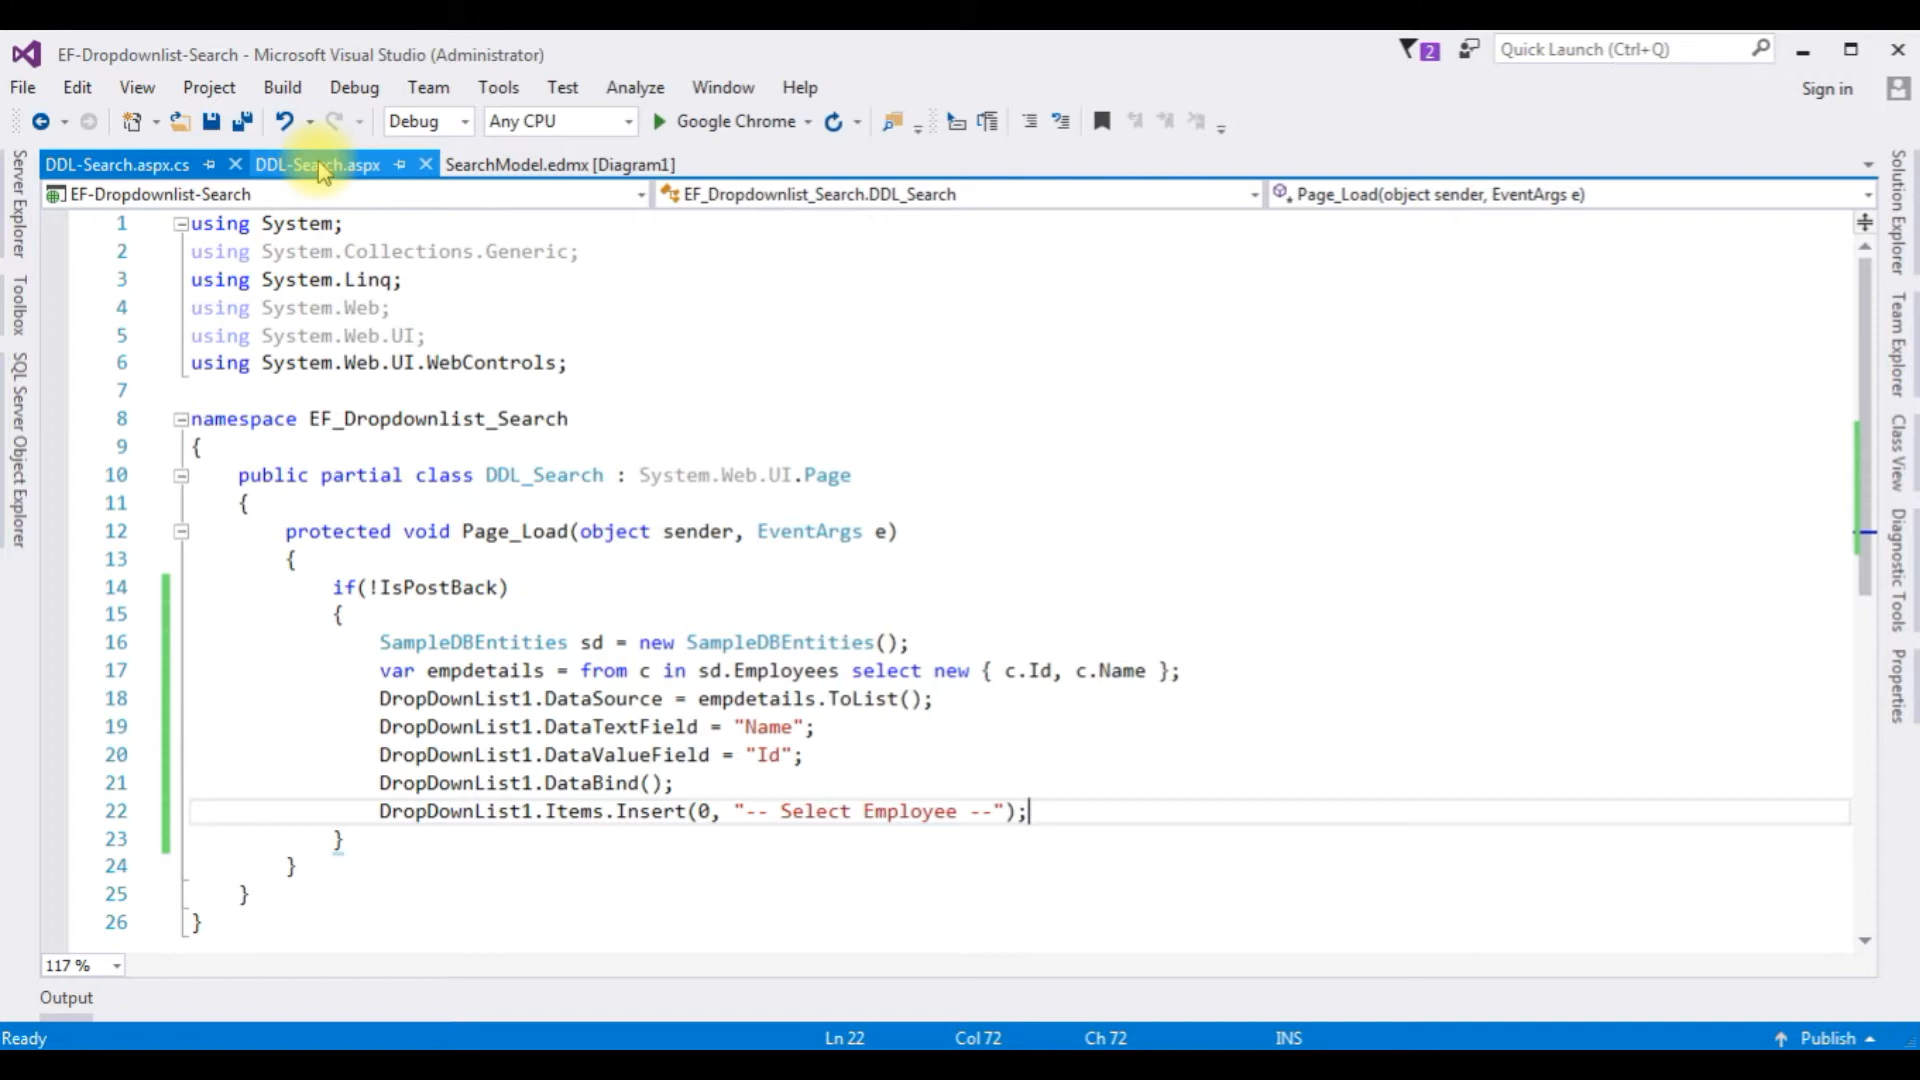 EF-Dropdownlist-Search - Microsoft Visual Studio (Administrator)
2
Quick Launch (Ctrl+Q)
File Edit View Project Build Debug Team Tools Test Analyze Window Help
Sign in
Debug Any CPU Google Chrome
DDL-Search.aspx.cs DDL-Search.aspx SearchModel.edmx [Diagram1]
EF-Dropdownlist-Search EF_Dropdownlist_Search.DDL_Search Page_Load(object sender, EventArgs e)
Server Explorer
Toolbox
SQL Server Object Explorer
1 using System;
2 using System.Collections.Generic;
3 using System.Linq;
4 using System.Web;
5 using System.Web.UI;
6 using System.Web.UI.WebControls;
7
8 namespace EF_Dropdownlist_Search
9 {
10 public partial class DDL_Search : System.Web.UI.Page
11 {
12 protected void Page_Load(object sender, EventArgs e)
13 {
14 if(!IsPostBack)
15 {
16 SampleDBEntities sd = new SampleDBEntities();
17 var empdetails = from c in sd.Employees select new { c.Id, c.Name };
18 DropDownList1.DataSource = empdetails.ToList();
19 DropDownList1.DataTextField = "Name";
20 DropDownList1.DataValueField = "Id";
21 DropDownList1.DataBind();
22 DropDownList1.Items.Insert(0, "-- Select Employee --");
23 }
24 }
25 }
26 }
Solution Explorer
Team Explorer
Class View
Diagnostic Tools
Properties
117 %
Output
Ready Ln 22 Col 72 Ch 72 INS Publish